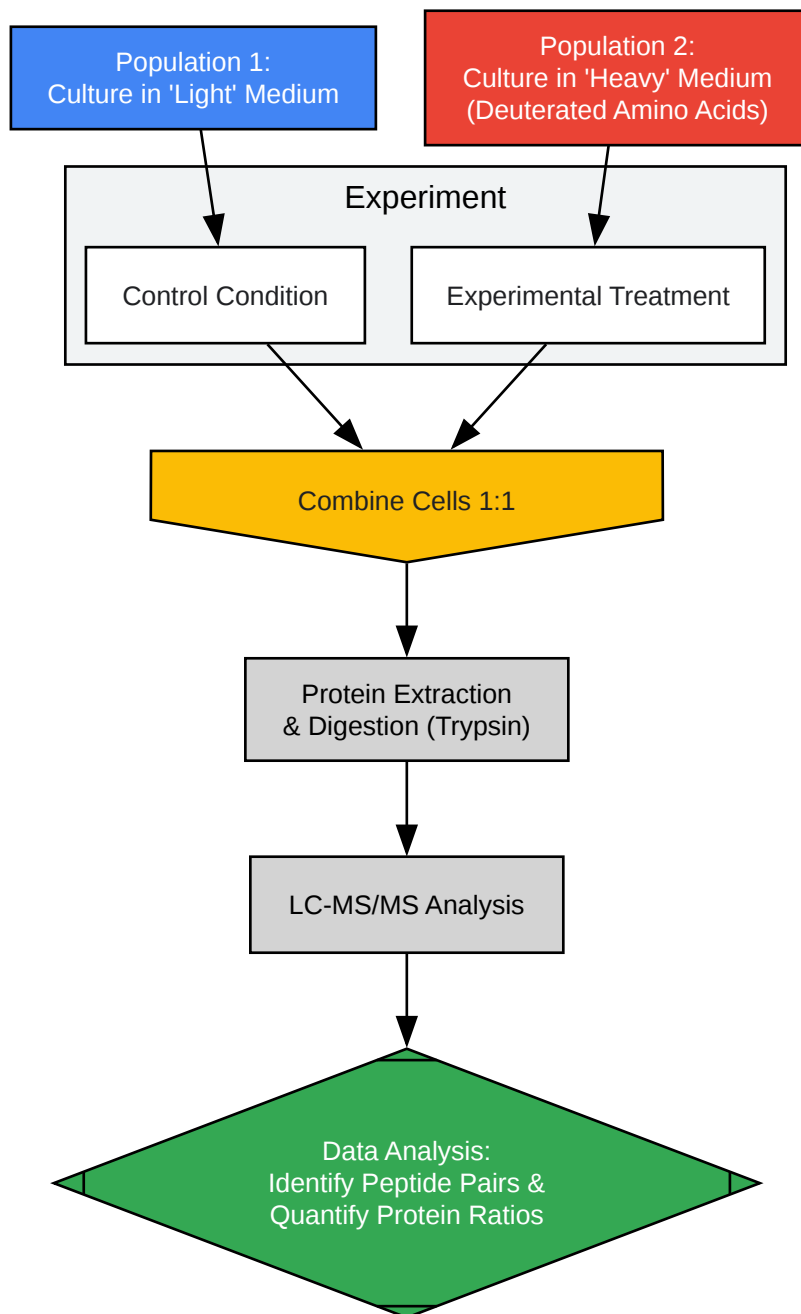 Population 1:
Culture in 'Light' Medium
Population 2:
Culture in 'Heavy' Medium
(Deuterated Amino Acids)
Experiment
Control Condition
Experimental Treatment
Combine Cells 1:1
Protein Extraction
& Digestion (Trypsin)
LC-MS/MS Analysis
Data Analysis:
Identify Peptide Pairs &
Quantify Protein Ratios